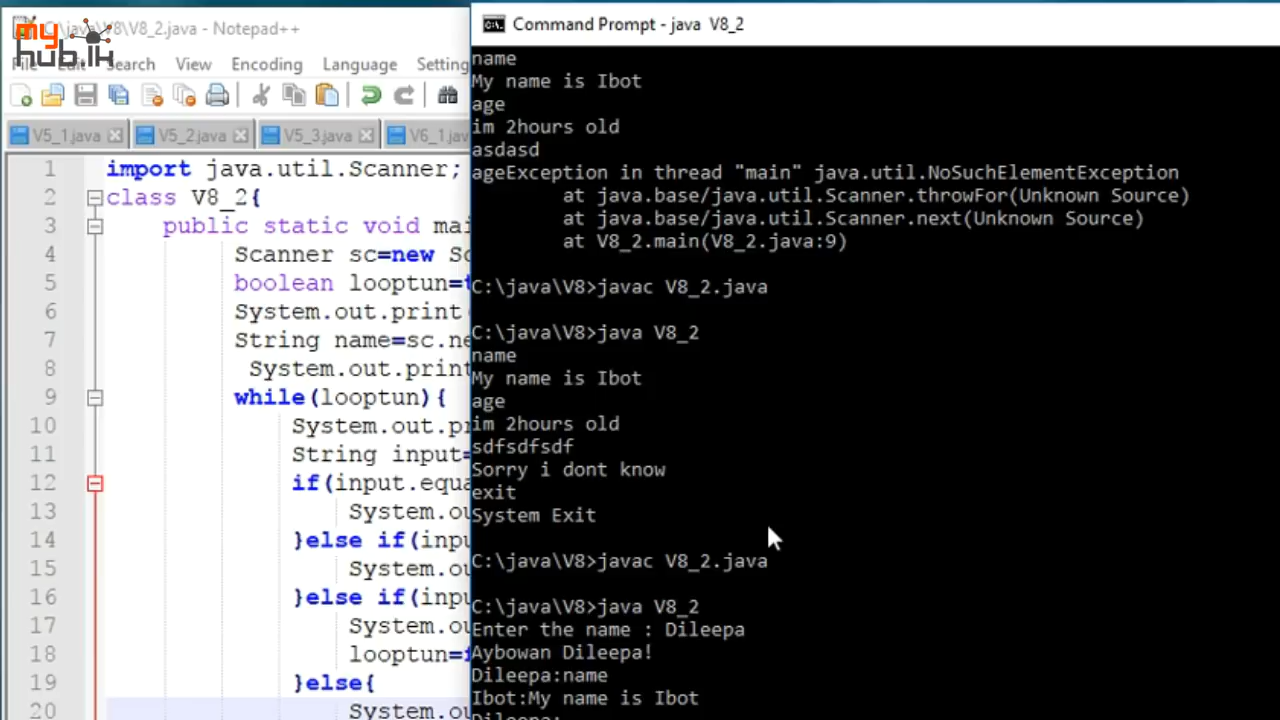 my
hub.lk
C:\java\V8\V8_2.java - Notepad++
File Edit Search View Encoding Language Setting
V5_1.java V5_2.java V5_3.java V6_1.jav
1 import java.util.Scanner;
2 class V8_2{
3 public static void mai
4 Scanner sc=new Sc
5 boolean looptun=t
6 System.out.print
7 String name=sc.ne
8 System.out.print
9 while(looptun){
10 System.out.pr
11 String input=
12 if(input.equa
13 System.ou
14 }else if(inpu
15 System.ou
16 }else if(inpu
17 System.ou
18 looptun=f
19 }else{
20 System.ou
Command Prompt - java V8_2
name
My name is Ibot
age
im 2hours old
asdasd
ageException in thread "main" java.util.NoSuchElementException
at java.base/java.util.Scanner.throwFor(Unknown Source)
at java.base/java.util.Scanner.next(Unknown Source)
at V8_2.main(V8_2.java:9)
C:\java\V8>javac V8_2.java
C:\java\V8>java V8_2
name
My name is Ibot
age
im 2hours old
sdfsdfsdf
Sorry i dont know
exit
System Exit
C:\java\V8>javac V8_2.java
C:\java\V8>java V8_2
Enter the name : Dileepa
Aybowan Dileepa!
Dileepa:name
Ibot:My name is Ibot
Dileepa: